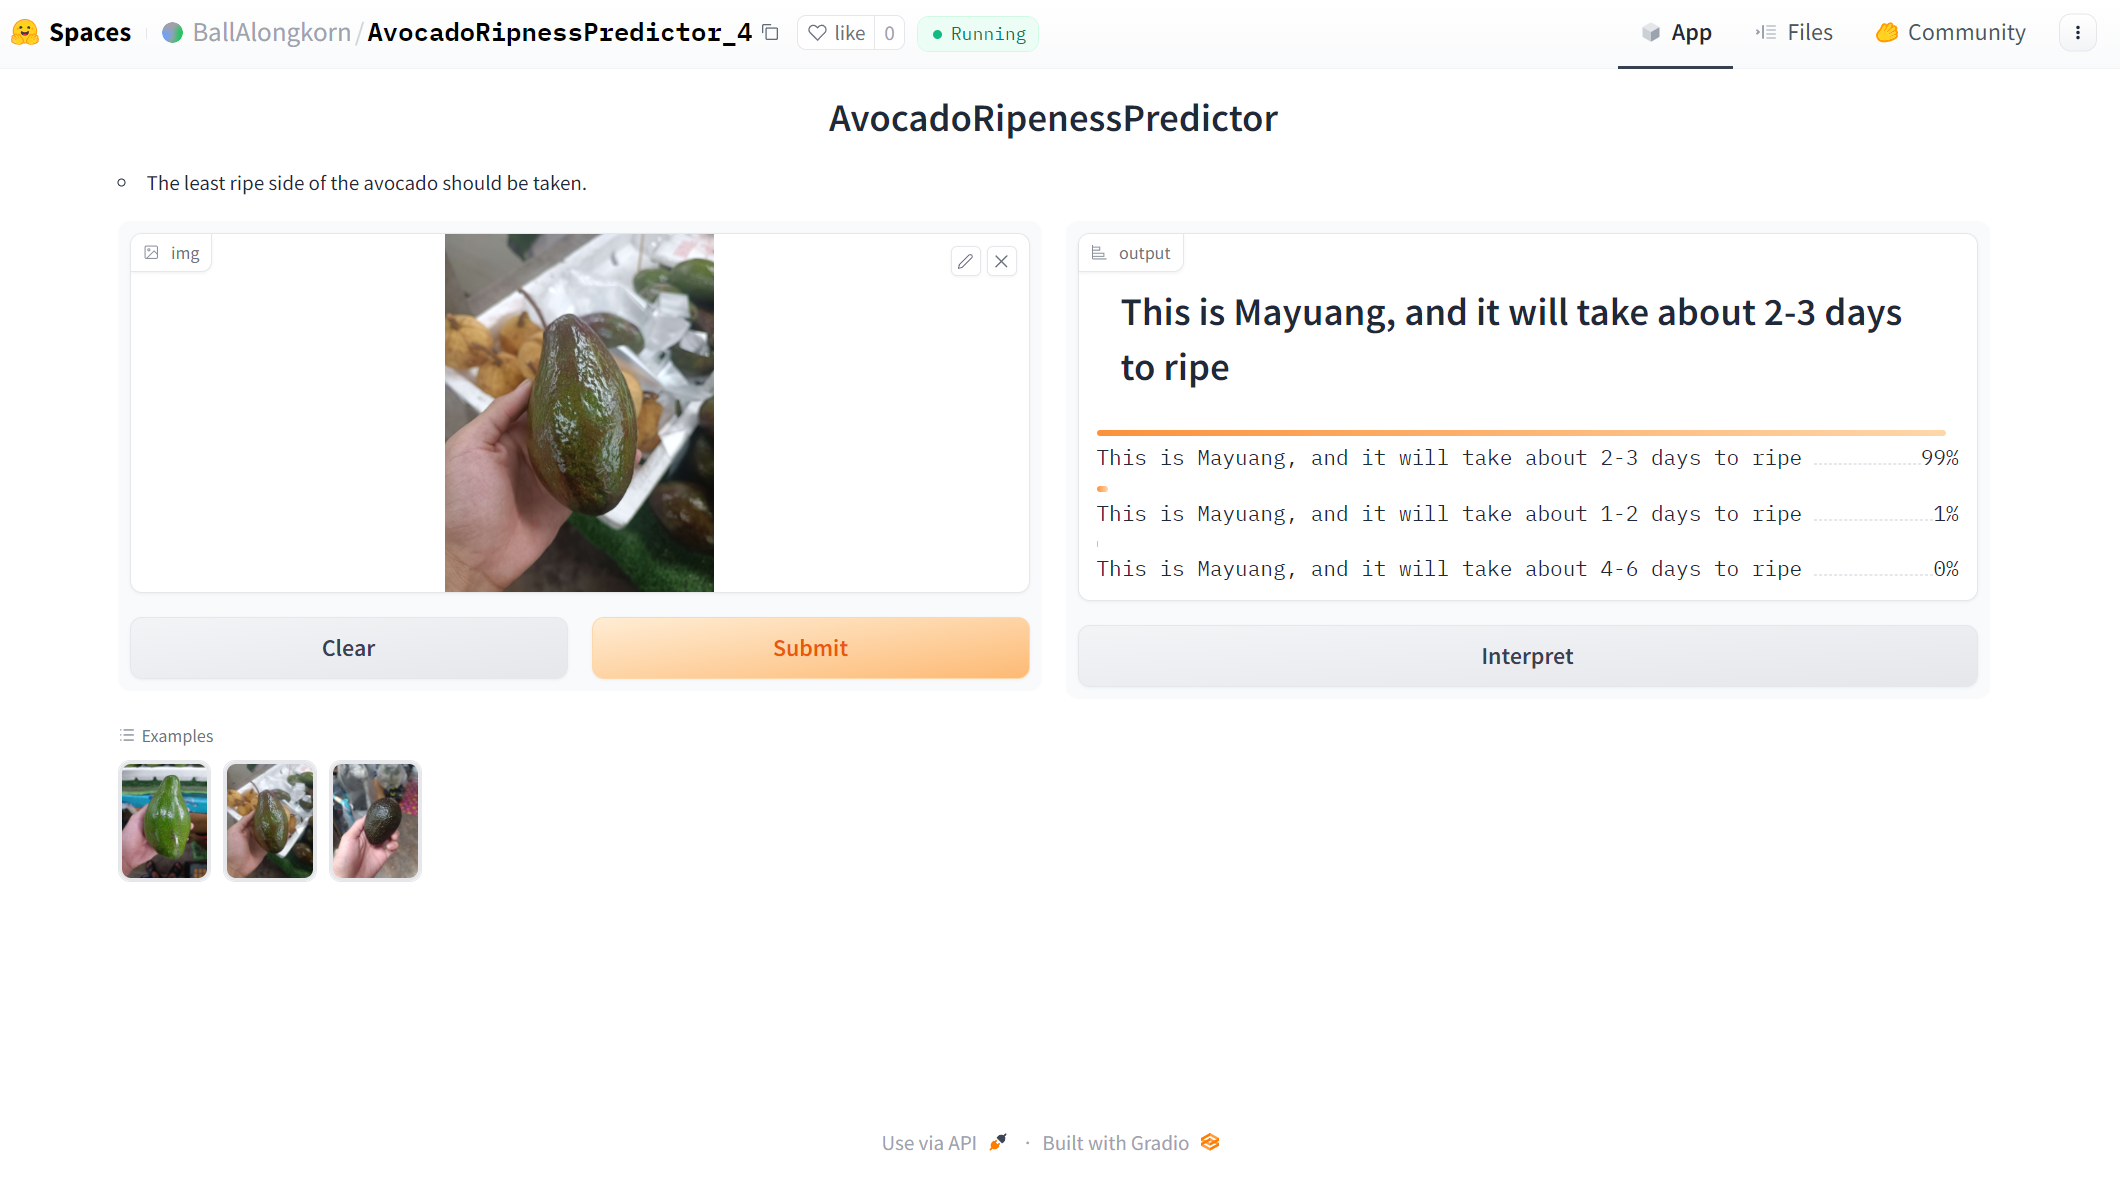 Spaces BallAlongkorn/AvocadoRipnessPredictor_4 like 0 Running App Files Community
AvocadoRipenessPredictor
The least ripe side of the avocado should be taken.
img
output
This is Mayuang, and it will take about 2-3 days
to ripe
This is Mayuang, and it will take about 2-3 days to ripe 99%
This is Mayuang, and it will take about 1-2 days to ripe 1%
This is Mayuang, and it will take about 4-6 days to ripe 0%
Clear
Submit
Interpret
Examples
Use via API · Built with Gradio